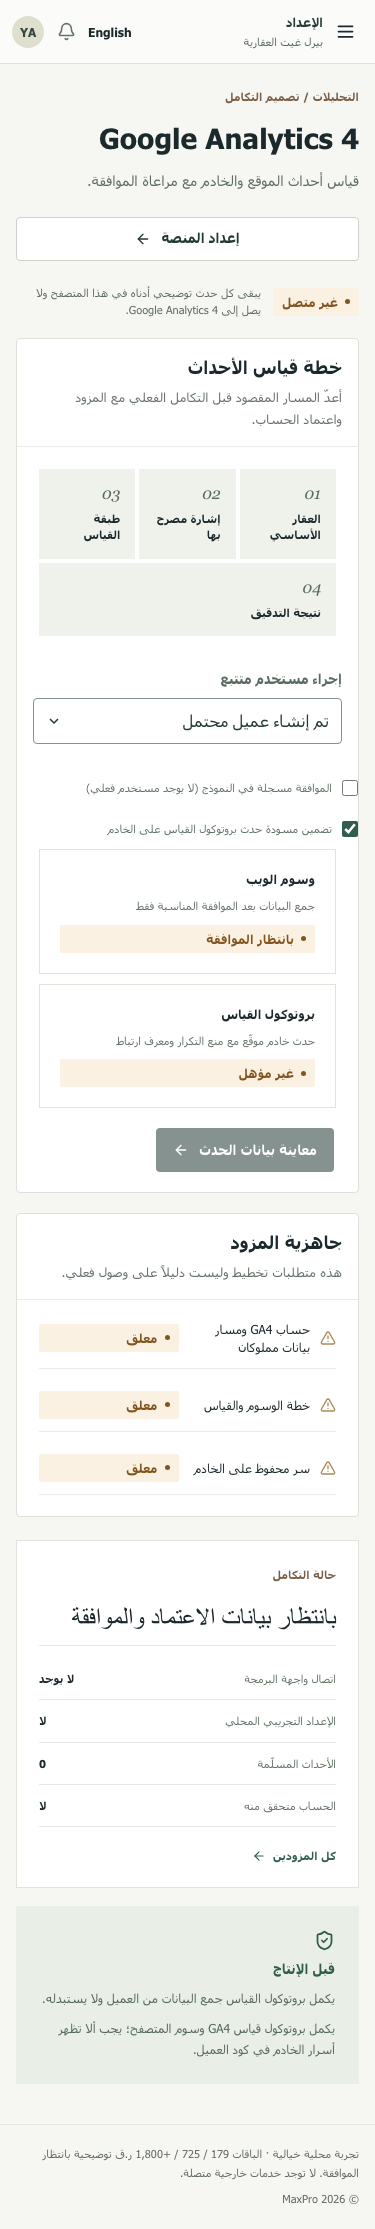 الإعداد
بيرل غيت العقارية
English
YA
التحليلات / تصميم التكامل
Google Analytics 4
قياس أحداث الموقع والخادم مع مراعاة الموافقة.
إعداد المنصة ←
• غير متصل
يبقى كل حدث توضيحي أدناه في هذا المتصفح ولا
يصل إلى Google Analytics 4.
خطة قياس الأحداث
أعدّ المسار المقصود قبل التكامل الفعلي مع المزود
واعتماد الحساب.
01
العقار
الأساسي
02
إشارة مصرح
بها
03
طبقة
القياس
04
نتيجة التدقيق
إجراء مستخدم متتبع
تم إنشاء عميل محتمل
الموافقة مسجلة في النموذج (لا يوجد مستخدم فعلي)
تضمين مسودة حدث بروتوكول القياس على الخادم
وسوم الويب
جمع البيانات بعد الموافقة المناسبة فقط
• بانتظار الموافقة
بروتوكول القياس
حدث خادم موقّع مع منع التكرار ومعرف ارتباط
• غير مؤهل
معاينة بيانات الحدث ←
جاهزية المزود
هذه متطلبات تخطيط وليست دليلاً على وصول فعلي.
حساب GA4 ومسار
بيانات مملوكان
• معلق
خطة الوسوم والقياس
• معلق
سر محفوظ على الخادم
• معلق
حالة التكامل
بانتظار بيانات الاعتماد والموافقة
اتصال واجهة البرمجة
لا يوجد
الإعداد التجريبي المحلي
لا
الأحداث المسلّمة
0
الحساب متحقق منه
لا
كل المزودين ←
قبل الإنتاج
يكمل بروتوكول القياس جمع البيانات من العميل ولا يستبدله.
يكمل بروتوكول قياس GA4 وسوم المتصفح؛ يجب ألا تظهر
أسرار الخادم في كود العميل.
تجربة محلية خيالية · الباقات 179 / 725 / +1,800 ر.ق توضيحية بانتظار
الموافقة. لا توجد خدمات خارجية متصلة.
© 2026 MaxPro